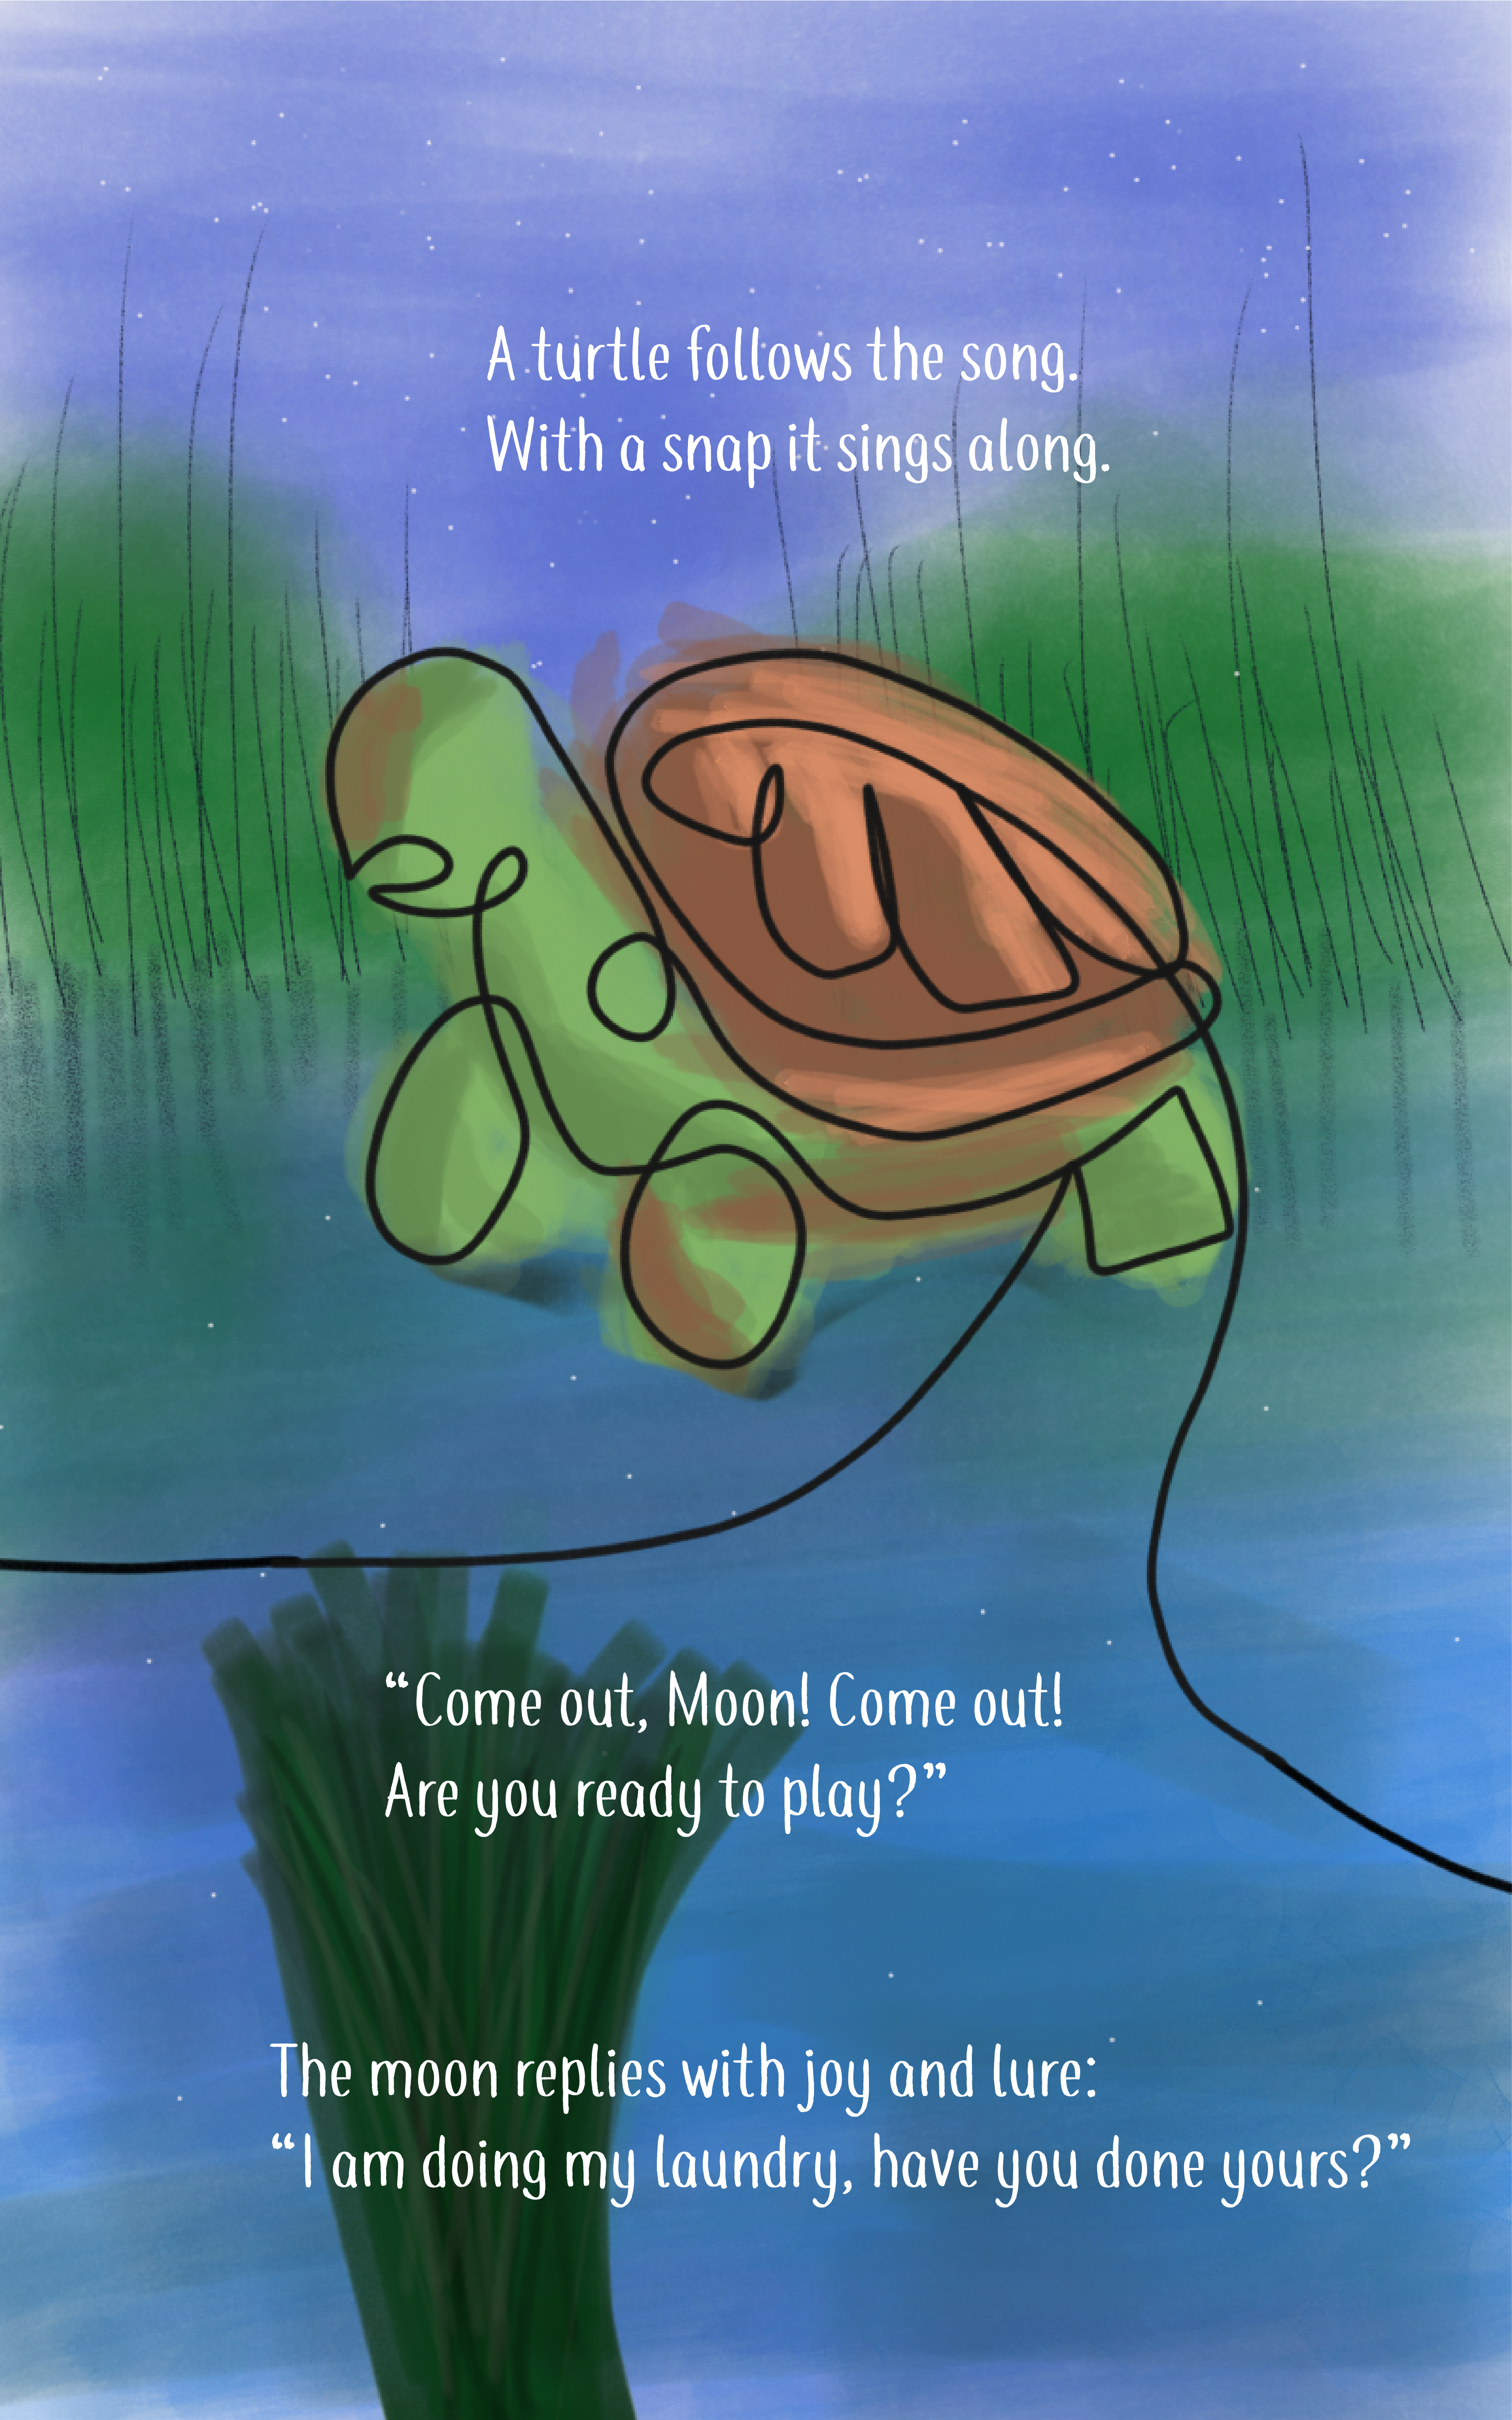 A turtle follows the song.
With a snap it sings along.
“Come out, Moon! Come out!
Are you ready to play?”
The moon replies with joy and lure:
“I am doing my laundry, have you done yours?”